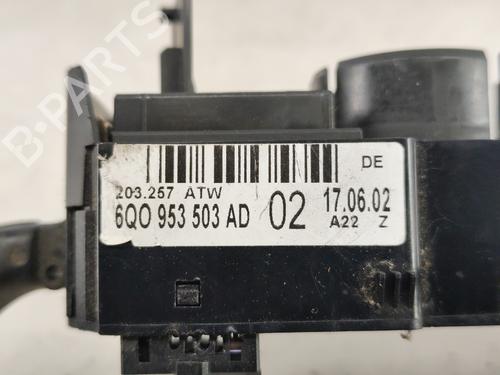 B-PARTS
DE
203.257 ATW
6Q0 953 503 AD 02 17.06.02
A22 Z